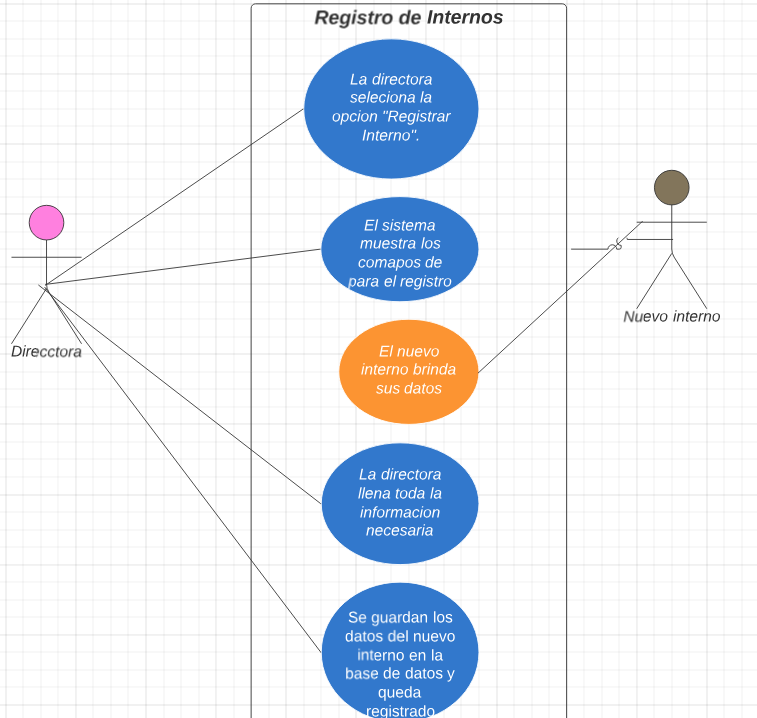 Registro de Internos
La directora
seleciona la
opcion "Registrar
Interno".
El sistema
muestra los
comapos de
para el registro
El nuevo
interno brinda
sus datos
La directora
llena toda la
informacion
necesaria
Se guardan los
datos del nuevo
interno en la
base de datos y
queda
registrado
Direcctora
Nuevo interno